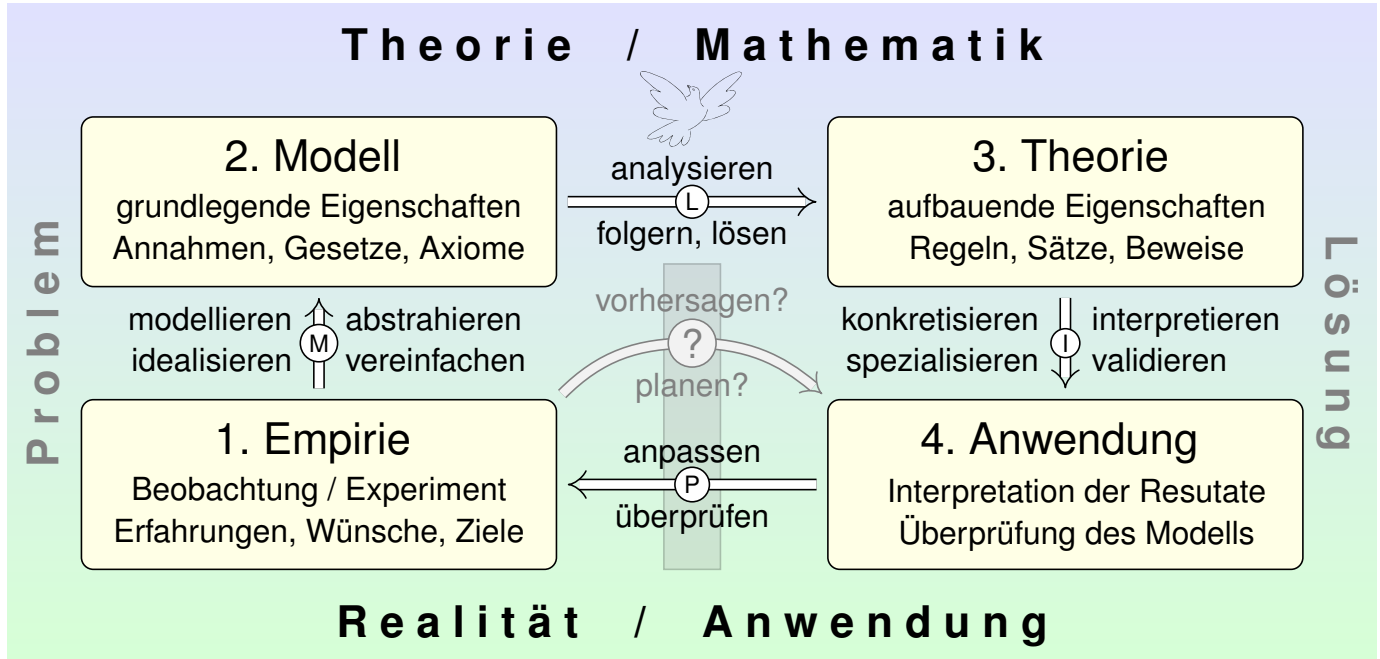 Theorie / Mathematik
Problem
2. Modell
grundlegende Eigenschaften
Annahmen, Gesetze, Axiome
analysieren
L
folgern, lösen
3. Theorie
aufbauende Eigenschaften
Regeln, Sätze, Beweise
Lösung
modellieren abstrahieren
M
idealisieren vereinfachen
vorhersagen?
?
planen?
konkretisieren interpretieren
I
spezialisieren validieren
1. Empirie
Beobachtung / Experiment
Erfahrungen, Wünsche, Ziele
anpassen
P
überprüfen
4. Anwendung
Interpretation der Resutate
Überprüfung des Modells
Realität / Anwendung